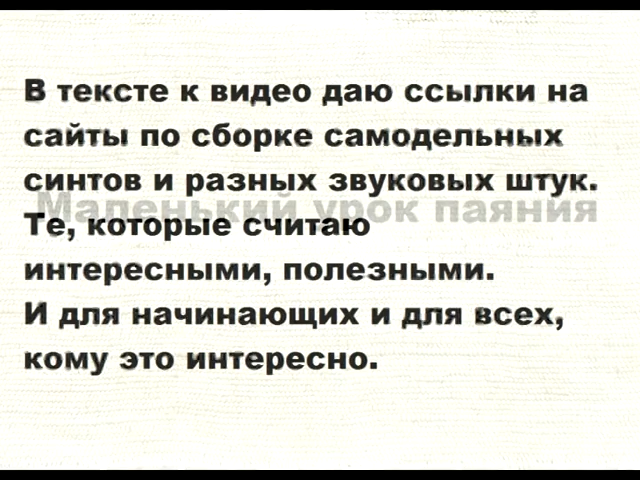 В тексте к видео даю ссылки на
сайты по сборке самодельных
синтов и разных звуковых штук.
Маленький урок паяния
Те, которые считаю
интересными, полезными.
И для начинающих и для всех,
кому это интересно.